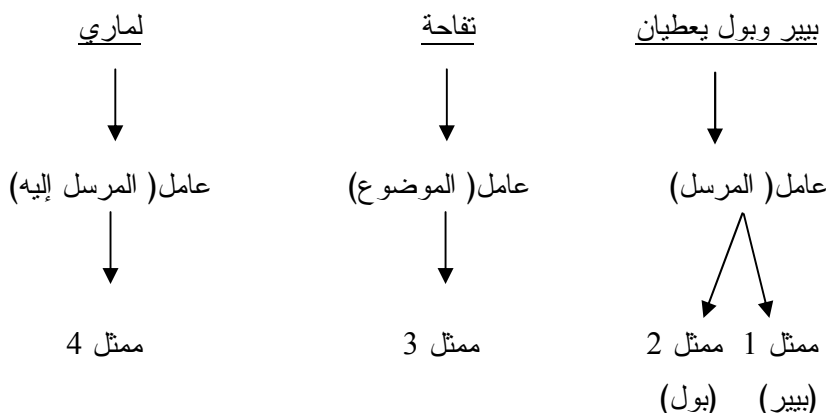 بيير وبول يعطيان تفاحة لماري
عامل( المرسل) عامل( الموضوع) عامل( المرسل إليه)
ممثل 1 ممثل 2 ممثل 3 ممثل 4
(بيير) (بول)